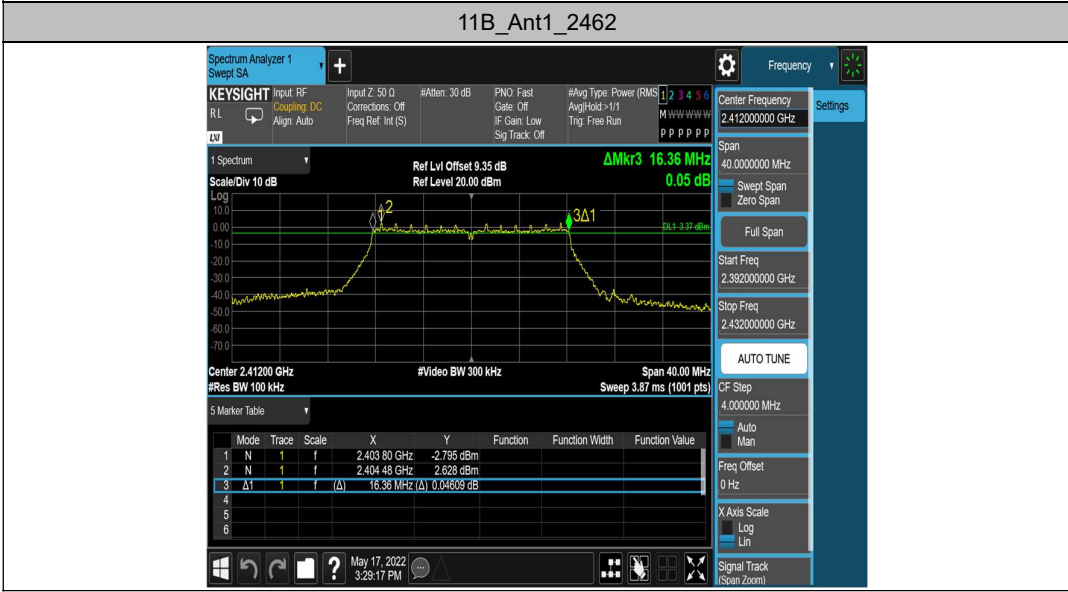 11B_Ant1_2462
Spectrum Analyzer 1
Swept SA
+
Frequency
KEYSIGHT
RL
LXI
Input: RF
Coupling: DC
Align: Auto
Input Z: 50 Ω
Corrections: Off
Freq Ref: Int (S)
#Atten: 30 dB
PNO: Fast
Gate: Off
IF Gain: Low
Sig Track: Off
#Avg Type: Power (RMS
Avg|Hold:>1/1
Trig: Free Run
1 2 3 4 5 6
M W W W W W
P P P P P P
Center Frequency
2.412000000 GHz
Settings
Span
40.0000000 MHz
Swept Span
Zero Span
Full Span
Start Freq
2.392000000 GHz
Stop Freq
2.432000000 GHz
AUTO TUNE
CF Step
4.000000 MHz
Auto
Man
Freq Offset
0 Hz
X Axis Scale
Log
Lin
Signal Track
(Span Zoom)
1 Spectrum
Scale/Div 10 dB
Ref Lvl Offset 9.35 dB
Ref Level 20.00 dBm
ΔMkr3 16.36 MHz
0.05 dB
Log
10.0
0.00
-10.0
-20.0
-30.0
-40.0
-50.0
-60.0
-70.0
2
3Δ1
DL1 -3.37 dBm
Center 2.41200 GHz
#Video BW 300 kHz
Span 40.00 MHz
#Res BW 100 kHz
Sweep 3.87 ms (1001 pts)
5 Marker Table
Mode Trace Scale X Y Function Function Width Function Value
1 N 1 f 2.403 80 GHz -2.795 dBm
2 N 1 f 2.404 48 GHz 2.628 dBm
3 Δ1 1 f (Δ) 16.36 MHz (Δ) 0.04609 dB
4
5
6
?
May 17, 2022
3:29:17 PM